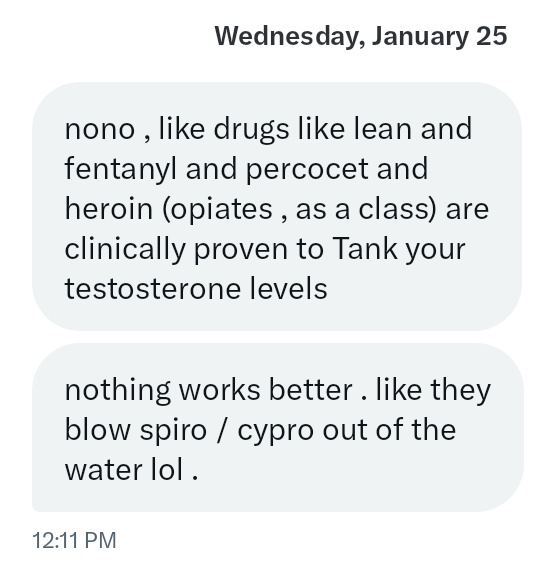 Wednesday, January 25
nono , like drugs like lean and
fentanyl and percocet and
heroin (opiates , as a class) are
clinically proven to Tank your
testosterone levels
nothing works better . like they
blow spiro / cypro out of the
water lol .
12:11 PM